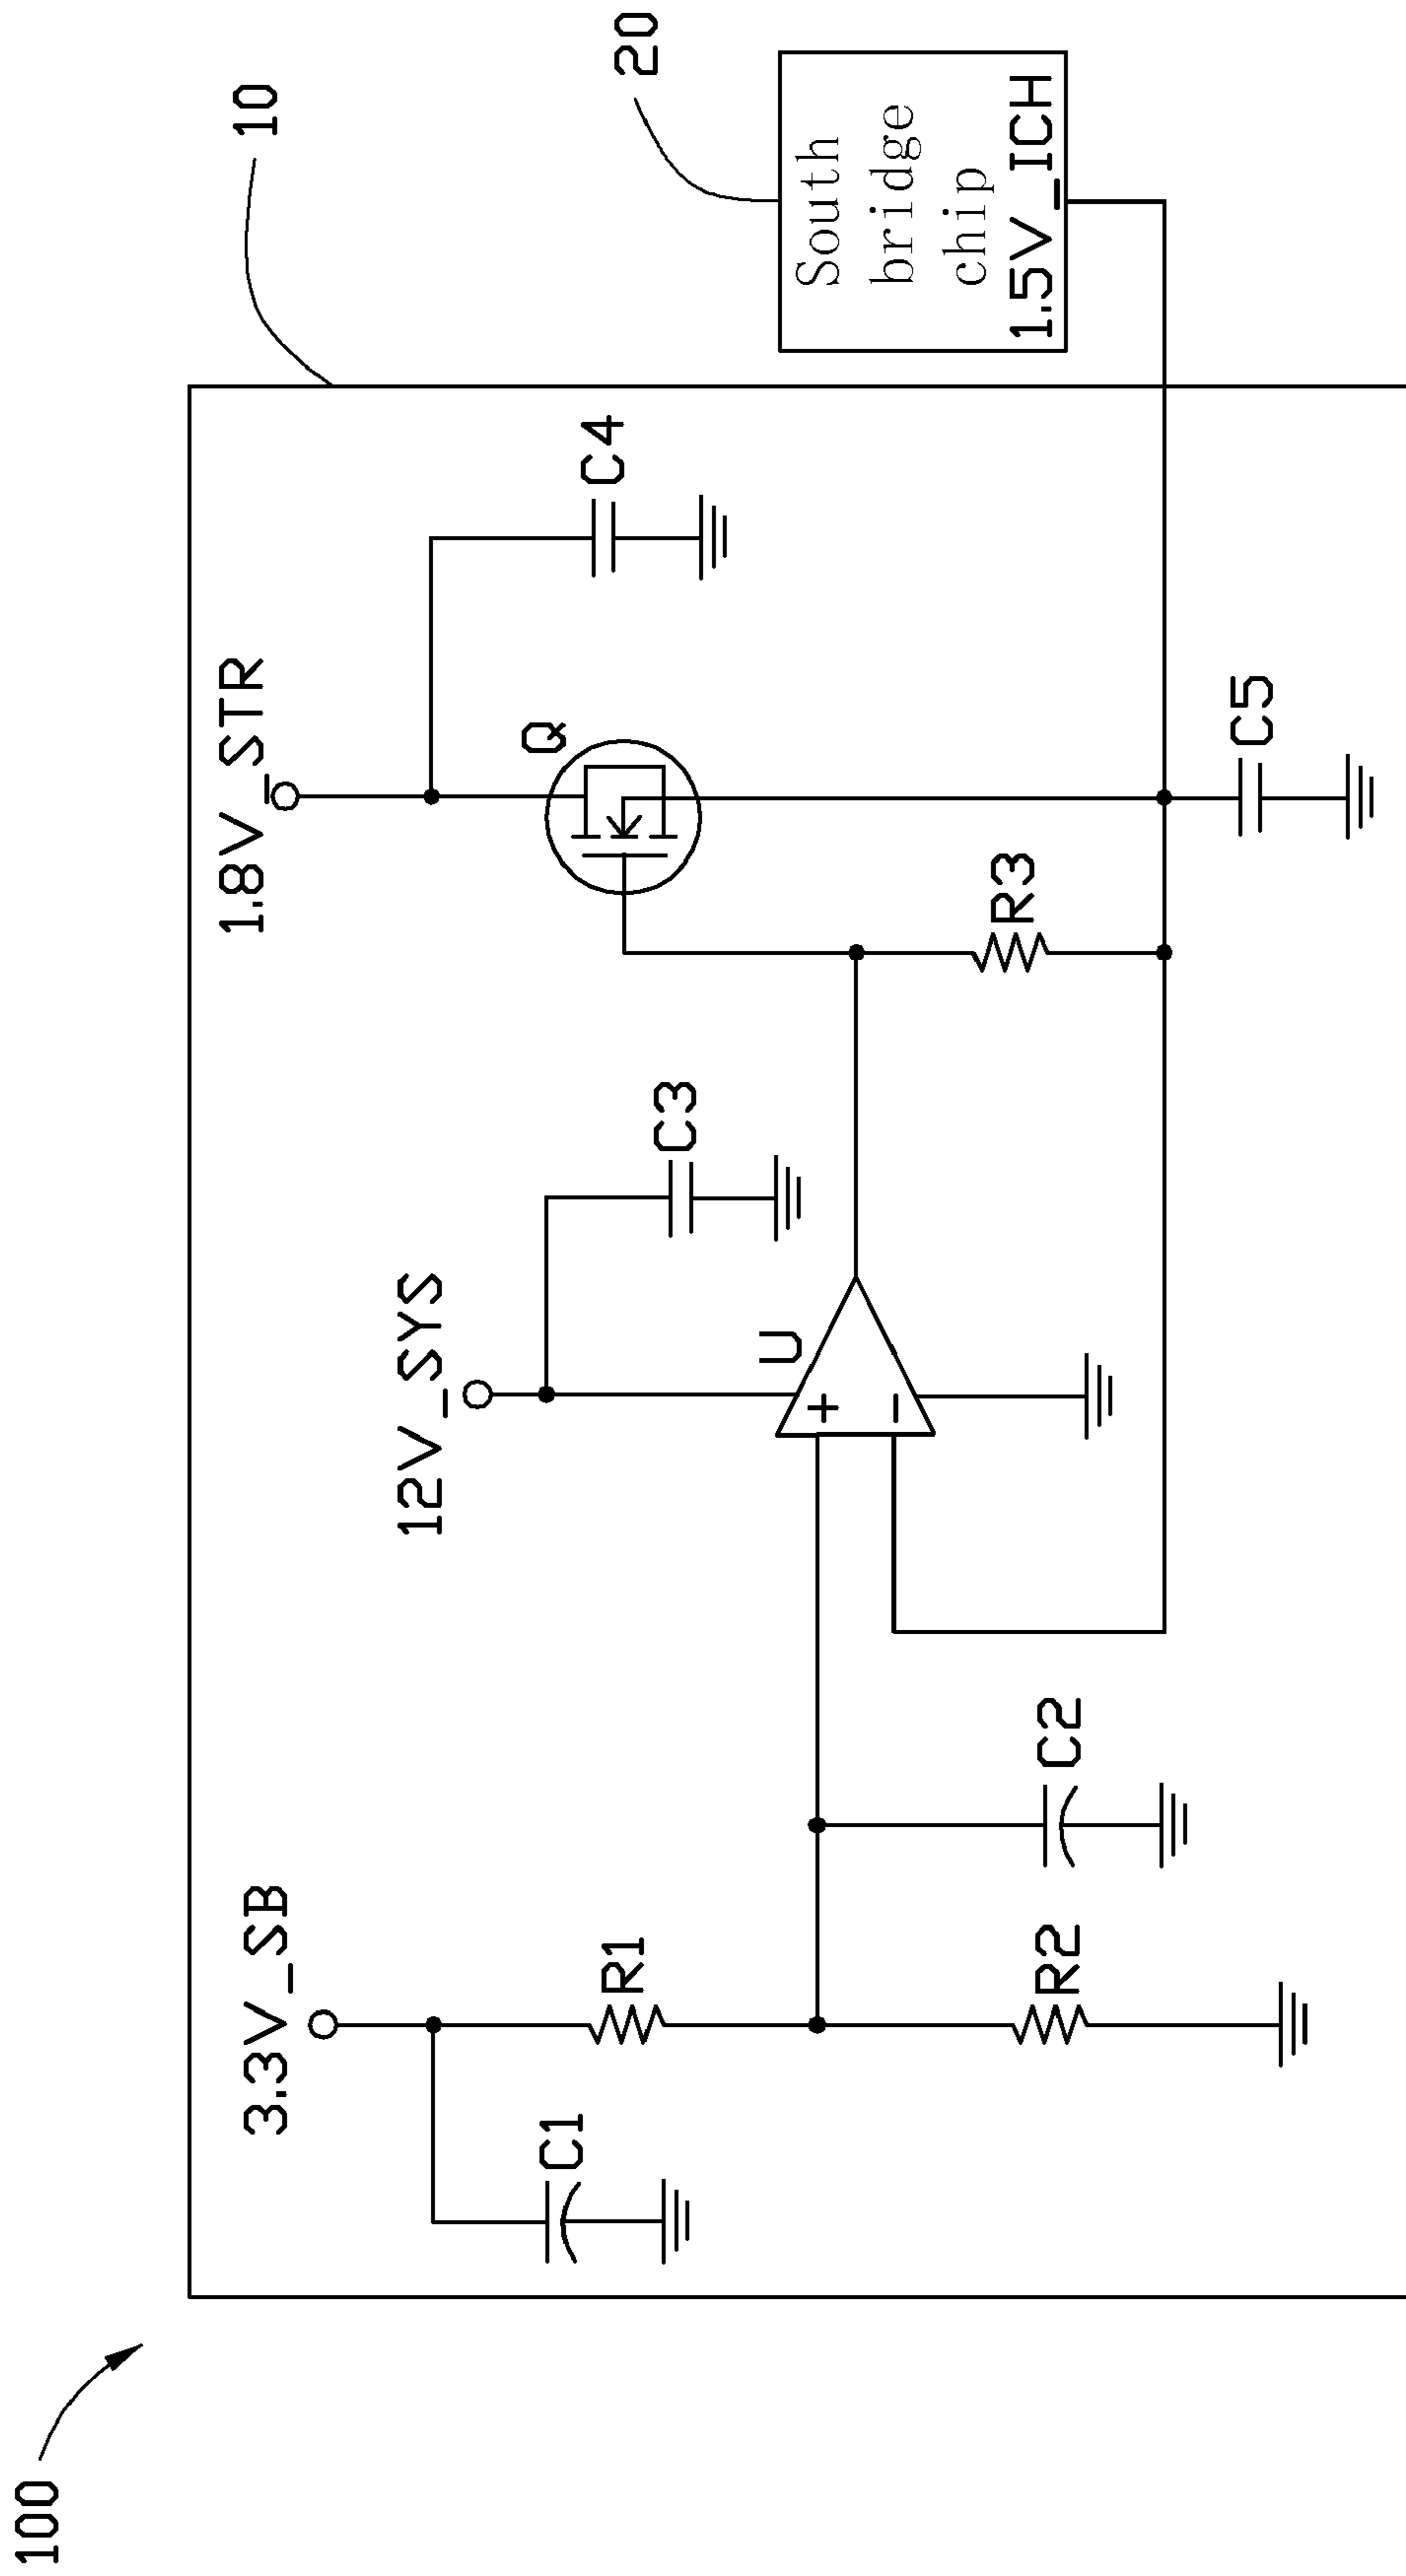 100
10
20
3.3V_SB
12V_SYS
1.8V_STR
C1
R1
R2
C2
U
+
−
C3
Q
R3
C4
C5
South
bridge
chip
1.5V_ICH